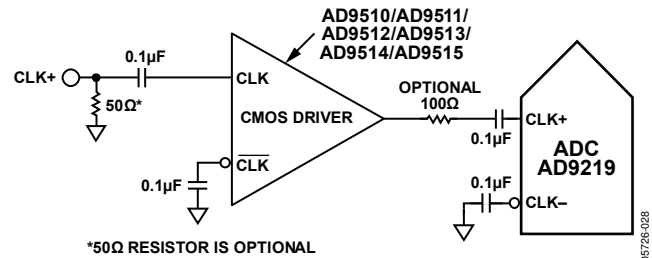 AD9510/AD9511/
AD9512/AD9513/
AD9514/AD9515
0.1µF
CLK+
50Ω*
CLK
CMOS DRIVER
CLK
0.1µF
OPTIONAL
100Ω
0.1µF
CLK+
ADC
AD9219
0.1µF
CLK–
*50Ω RESISTOR IS OPTIONAL
05726-028